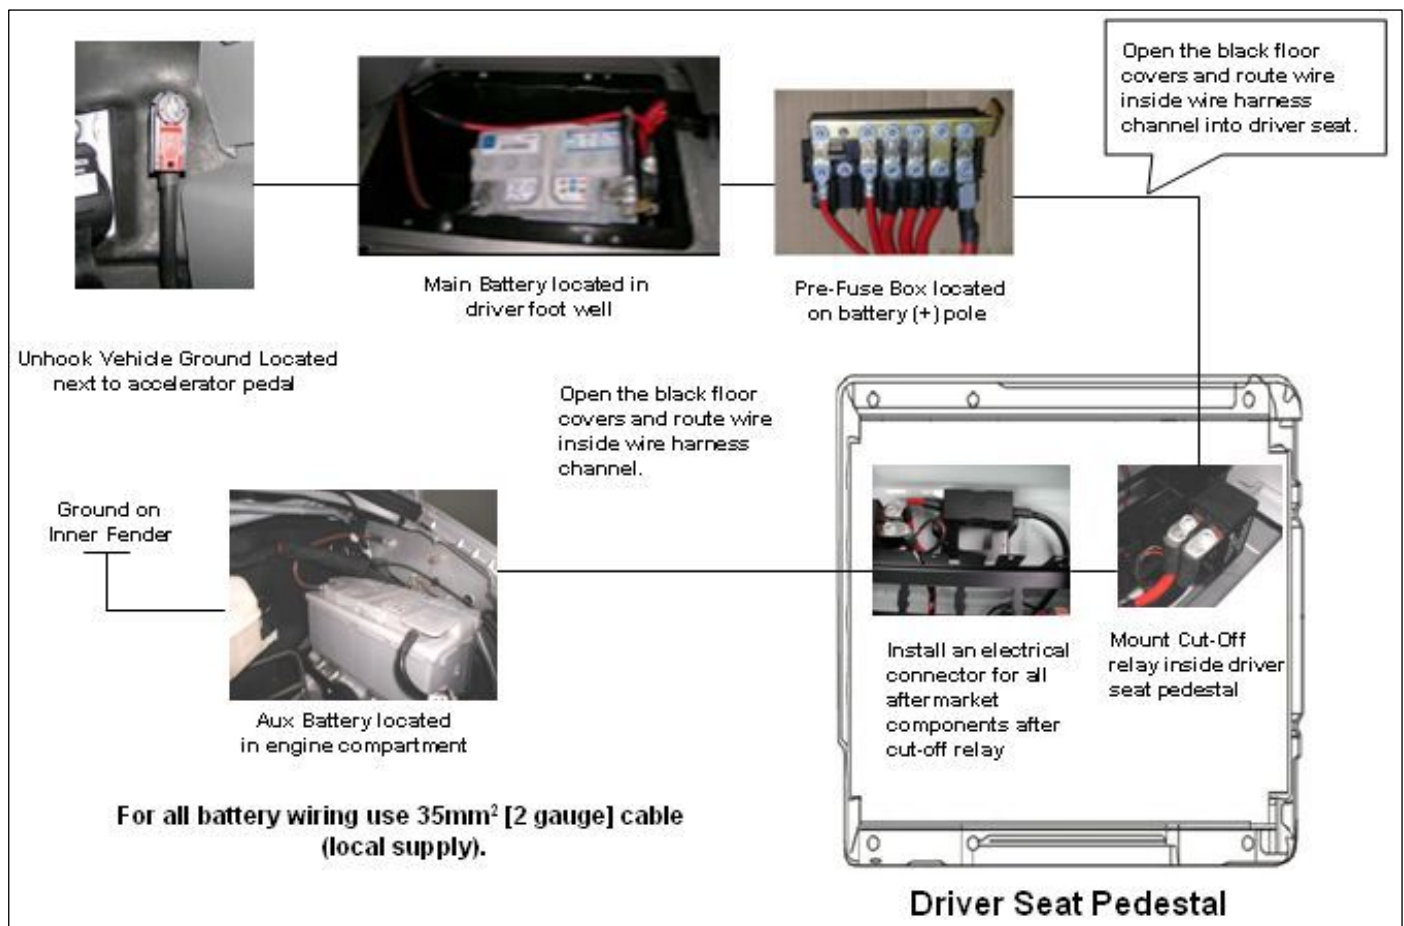 Open the black floor
covers and route wire
inside wire harness
channel into driver seat.
Main Battery located in
driver foot well
Pre-Fuse Box located
on battery (+) pole
Unhook Vehicle Ground Located
next to accelerator pedal
Open the black floor
covers and route wire
inside wire harness
channel.
Ground on
Inner Fender
Aux Battery located
in engine compartment
Install an electrical
connector for all
aftermarket
components after
cut-off relay
Mount Cut-Off
relay inside driver
seat pedestal
For all battery wiring use 35mm² [2 gauge] cable
(local supply).
Driver Seat Pedestal